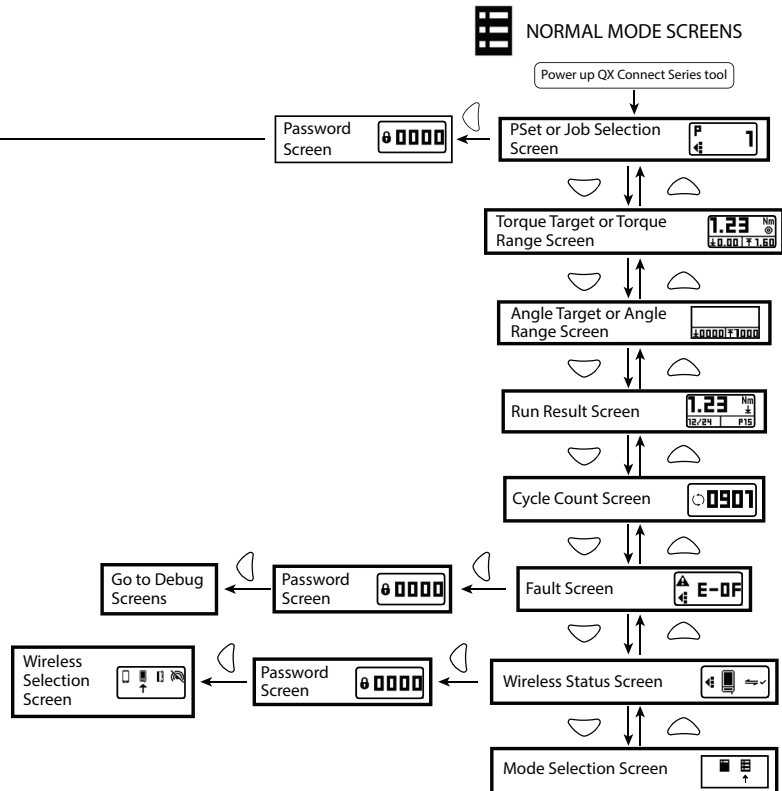 NORMAL MODE SCREENS
Power up QX Connect Series tool
Password
Screen
0000
PSet or Job Selection
Screen
P
1
Torque Target or Torque
Range Screen
1.23 Nm
0.00 1.60
Angle Target or Angle
Range Screen
0000 1000
Run Result Screen
1.23 Nm
12/24 P15
Cycle Count Screen
0901
Go to Debug
Screens
Password
Screen
0000
Fault Screen
E-0F
Wireless
Selection
Screen
Password
Screen
0000
Wireless Status Screen
Mode Selection Screen